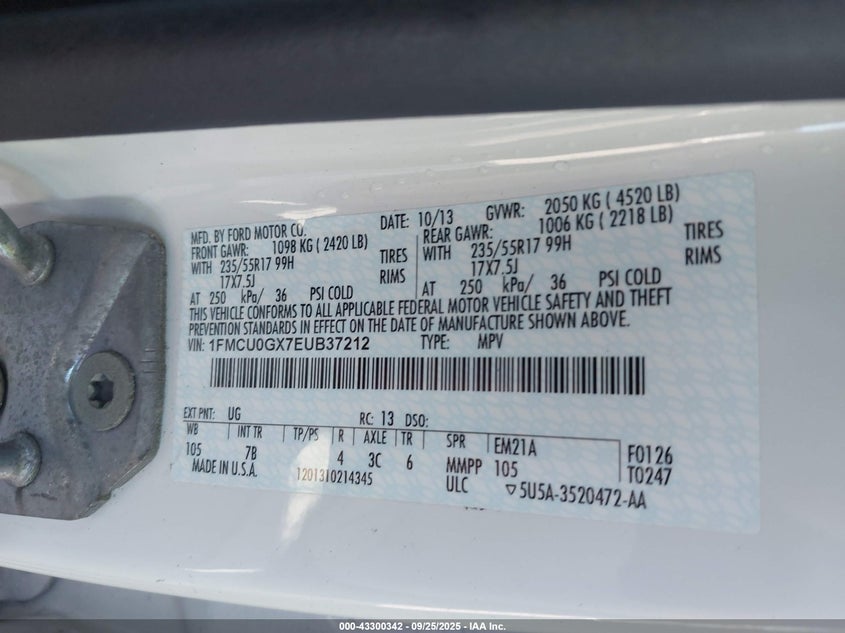 MFD. BY FORD MOTOR CO.
DATE: 10/13 GVWR: 2050 KG ( 4520 LB)
FRONT GAWR: 1098 KG ( 2420 LB)
WITH 235/55R17 99H TIRES
17X7.5J RIMS
AT 250 kPa/ 36 PSI COLD
REAR GAWR: 1006 KG ( 2218 LB)
WITH 235/55R17 99H TIRES
17X7.5J RIMS
AT 250 kPa/ 36 PSI COLD
THIS VEHICLE CONFORMS TO ALL APPLICABLE FEDERAL MOTOR VEHICLE SAFETY AND THEFT
PREVENTION STANDARDS IN EFFECT ON THE DATE OF MANUFACTURE SHOWN ABOVE.
VIN: 1FMCU0GX7EUB37212 TYPE: MPV
EXT PNT: UG RC: 13 DSO:
WB INT TR TP/PS R AXLE TR SPR EM21A F0126
105 7B 4 3C 6 MMPP 105 T0247
MADE IN U.S.A. 1201310214345 ULC ▽5U5A-3520472-AA
000-43300342 - 09/25/2025 - IAA Inc.